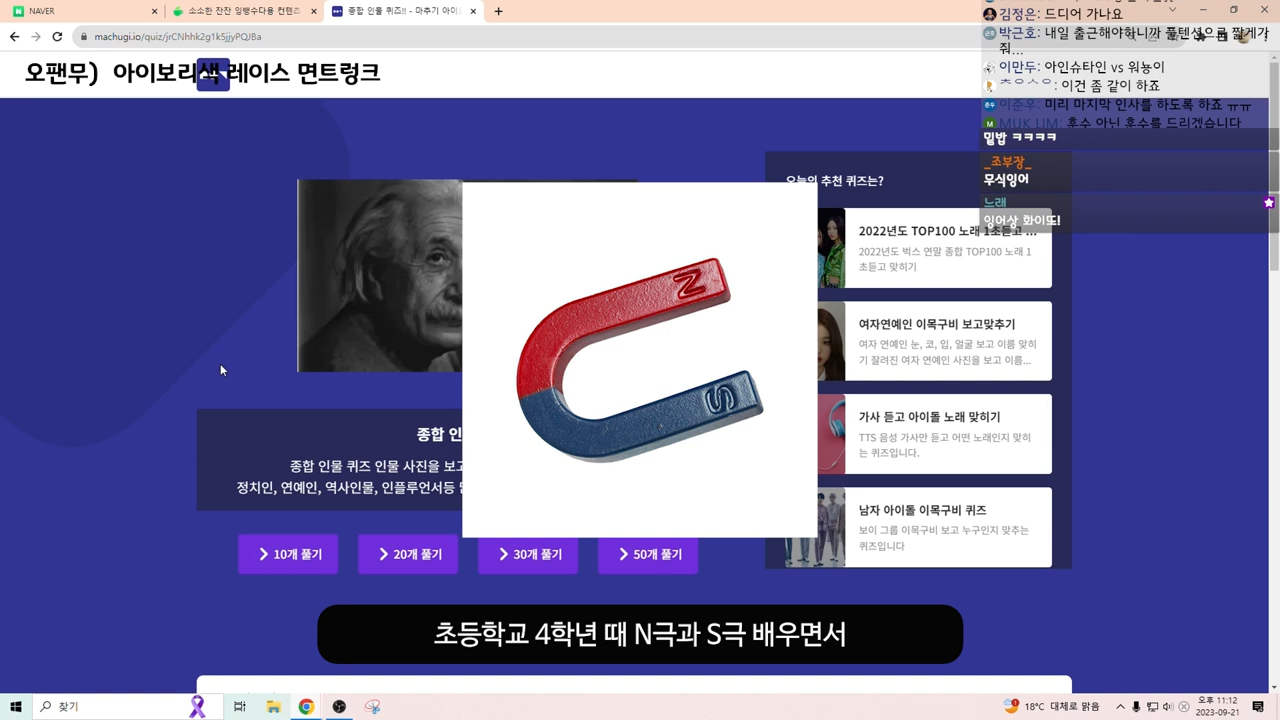 NAVER
소소한 잔잔 잉뱅수다용 컨텐츠
종합 인물 퀴즈!! - 마추기 아이
machugi.io/quiz/jrCNhhk2g1k5jjyPQJBa
오팬무) 아이보리색 레이스 면트렁크
김정은: 드디어 가나요
박근호: 내일 출근해야하니까 풀텐션으로 짧게가
줘...
이만두: 아인슈타인 vs 워뇽이
: 이건 좀 같이 하죠
이준우: 미리 마지막 인사를 하도록 하죠 ㅠㅠ
MUK LIM: 훈수 아닌 훈수를 드리겠습니다
밑밥 ㅋㅋㅋㅋ
_조부장_
무식잉어
느래
잉어상 화이또!
오늘의 추천 퀴즈는?
2022년도 TOP100 노래 1초듣고 ...
2022년도 벅스 연말 종합 TOP100 노래 1
초듣고 맞히기
여자연예인 이목구비 보고맞추기
여자 연예인 눈, 코, 입, 얼굴 보고 이름 맞히
기 잘려진 여자 연예인 사진을 보고 이름...
가사 듣고 아이돌 노래 맞히기
TTS 음성 가사만 듣고 어떤 노래인지 맞히
는 퀴즈입니다.
남자 아이돌 이목구비 퀴즈
보이 그룹 이목구비 보고 누구인지 맞추는
퀴즈입니다
N
S
종합 인
종합 인물 퀴즈 인물 사진을 보고
정치인, 연예인, 역사인물, 인플루언서등
10개 풀기
20개 풀기
30개 풀기
50개 풀기
초등학교 4학년 때 N극과 S극 배우면서
찾기
18°C 대체로 맑음
오후 11:12
2023-09-21